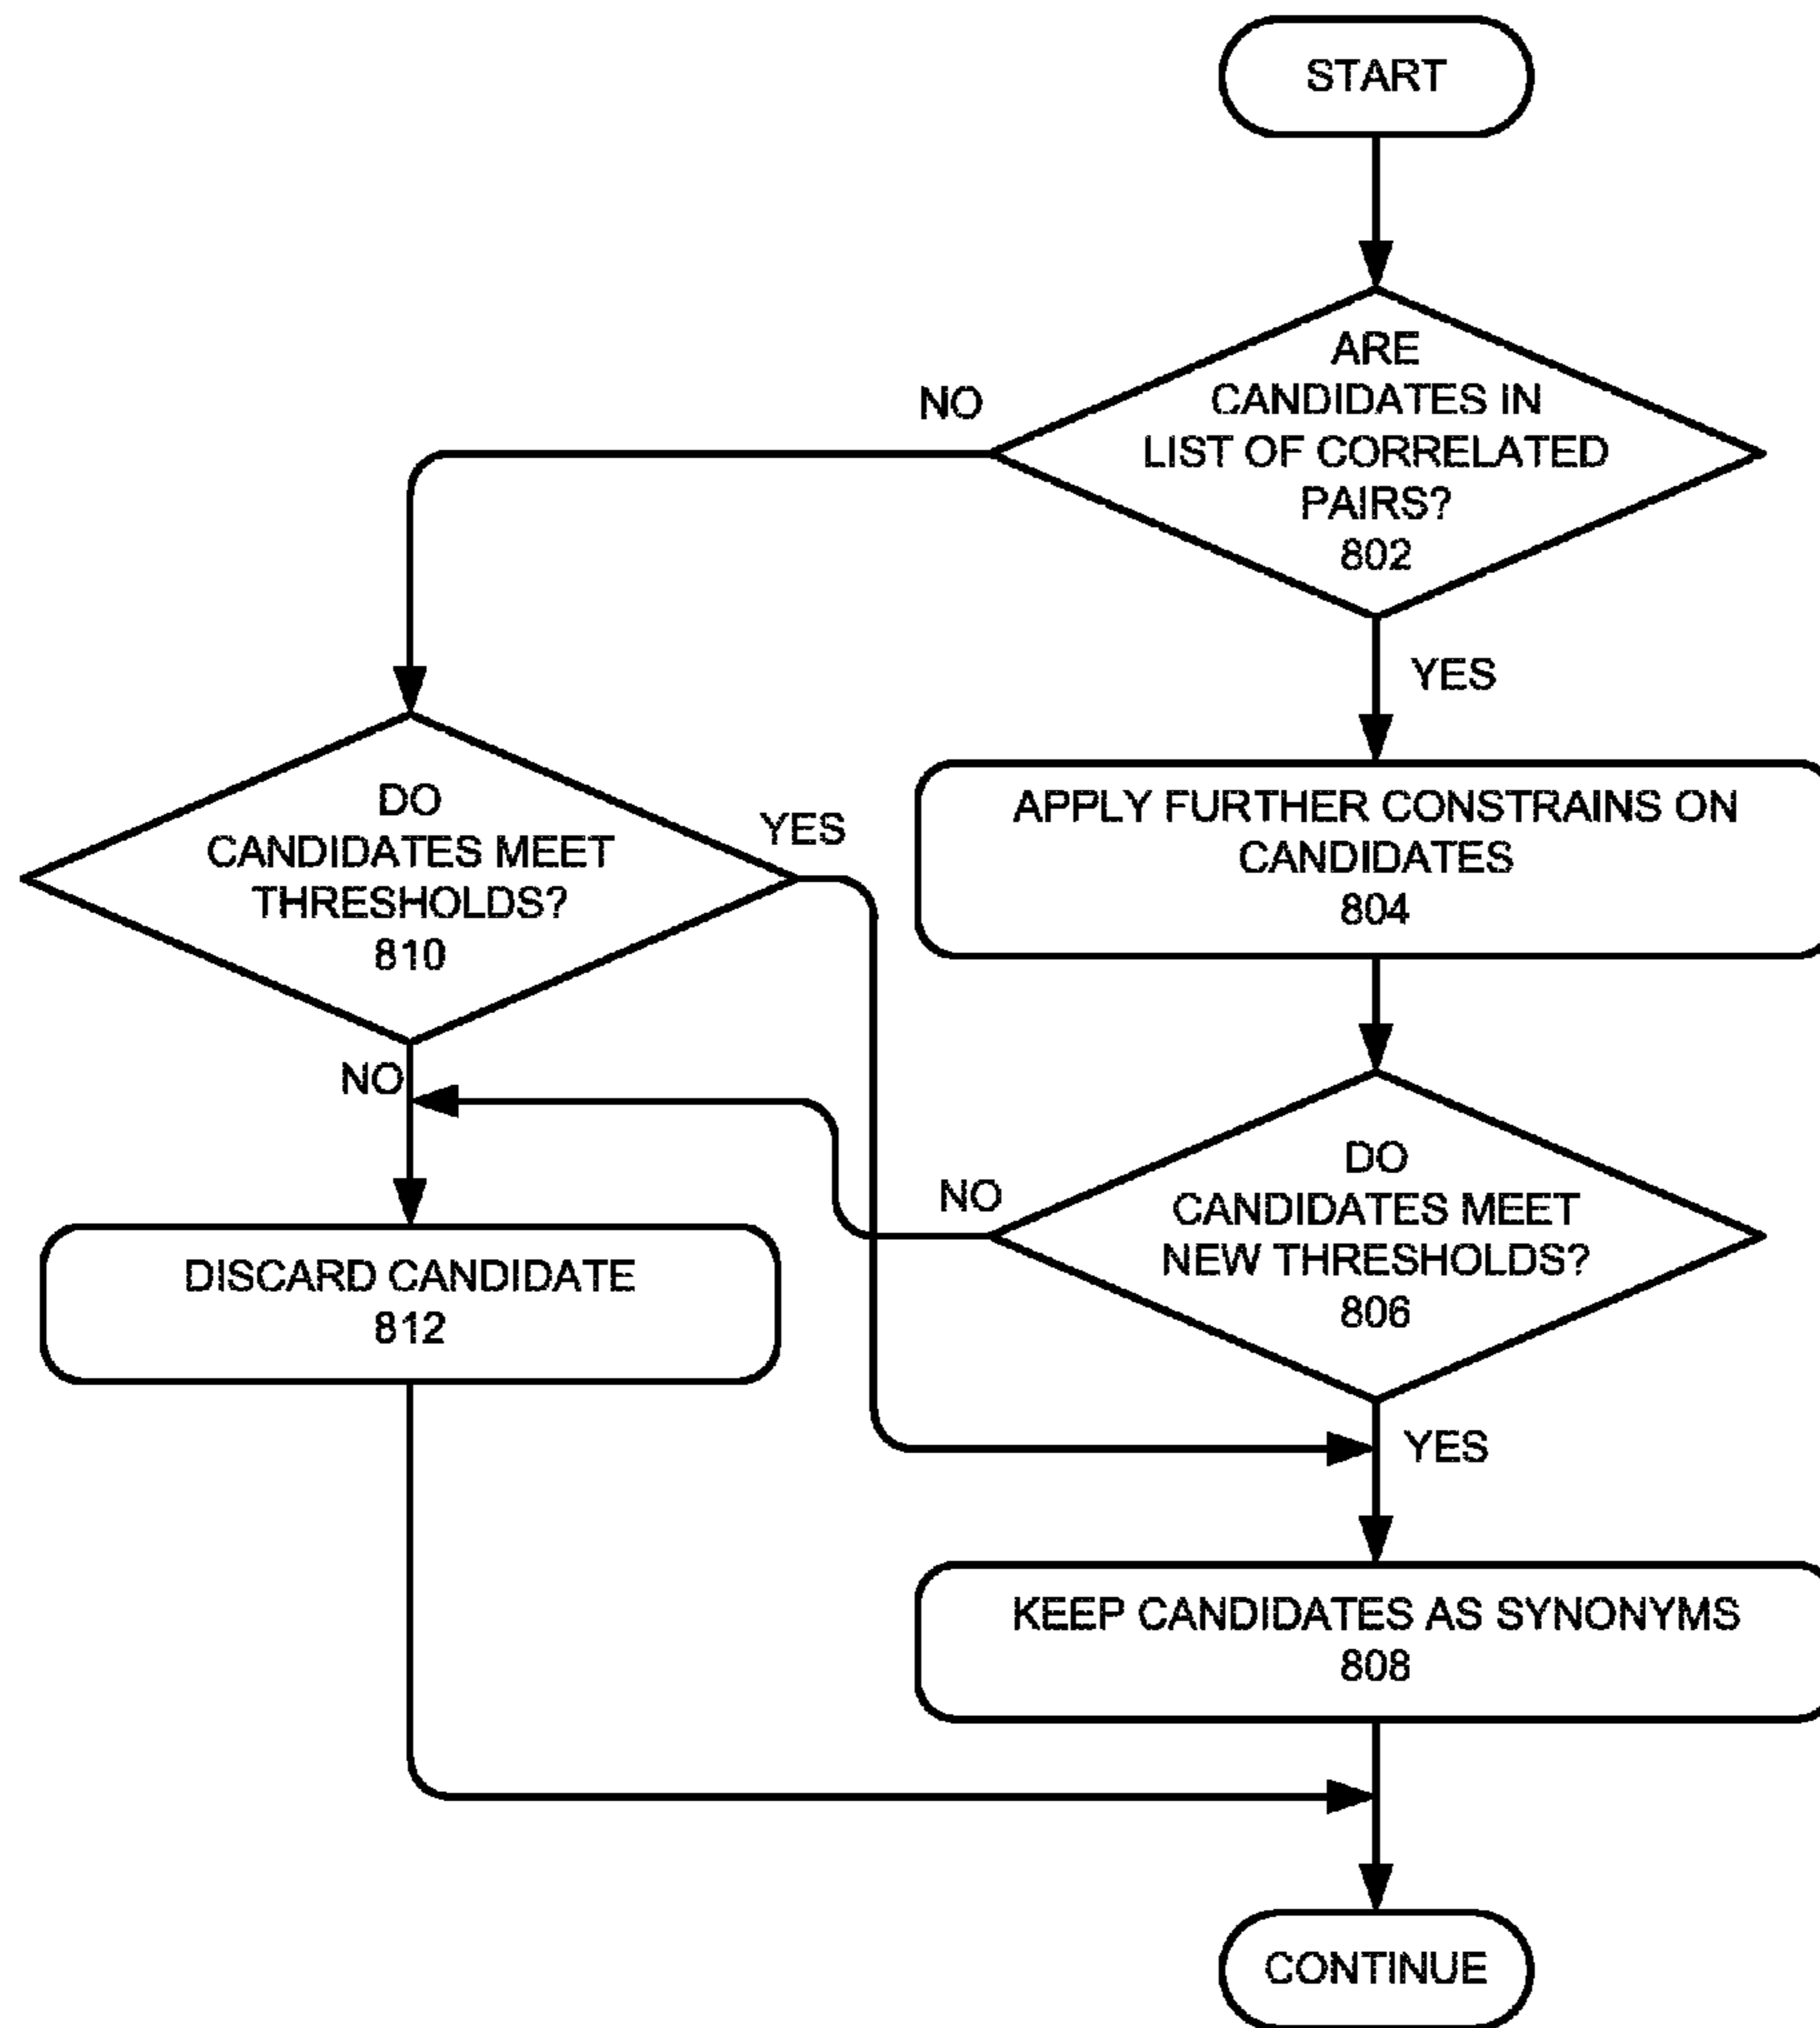 START
ARE
CANDIDATES IN
LIST OF CORRELATED
PAIRS?
802
NO
YES
DO
CANDIDATES MEET
THRESHOLDS?
810
YES
NO
APPLY FURTHER CONSTRAINS ON
CANDIDATES
804
DO
CANDIDATES MEET
NEW THRESHOLDS?
806
NO
YES
DISCARD CANDIDATE
812
KEEP CANDIDATES AS SYNONYMS
808
CONTINUE